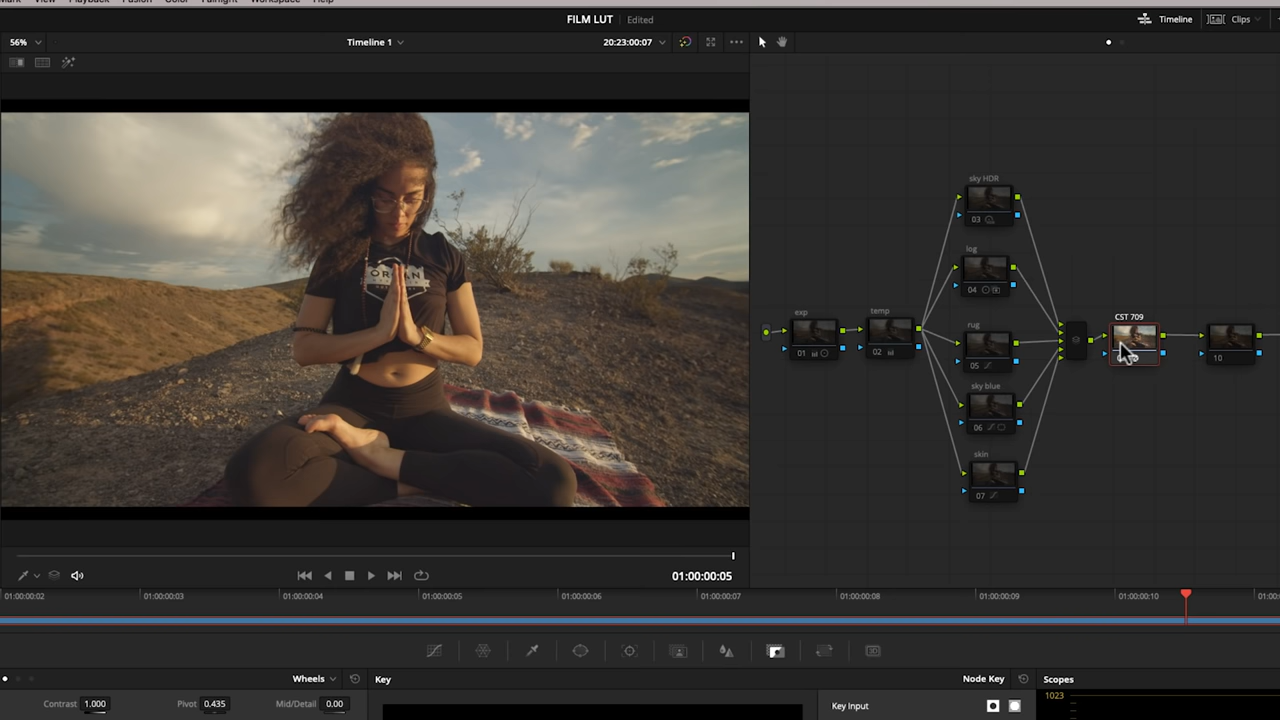 Mark View Playback Fusion Color Fairlight Workspace Help
FILM LUT Edited
Timeline Clips
56% Timeline 1 20:23:00:07
sky HDR
03
log
04
exp
temp
01
02
rug
05
CST 709
10
sky blue
06
skin
07
01:00:00:05
01:00:00:02 01:00:00:03 01:00:00:04 01:00:00:05 01:00:00:06 01:00:00:07 01:00:00:08 01:00:00:09 01:00:00:10
Wheels Key Node Key Scopes
Contrast 1.000 Pivot 0.435 Mid/Detail 0.00 Key Input 1023